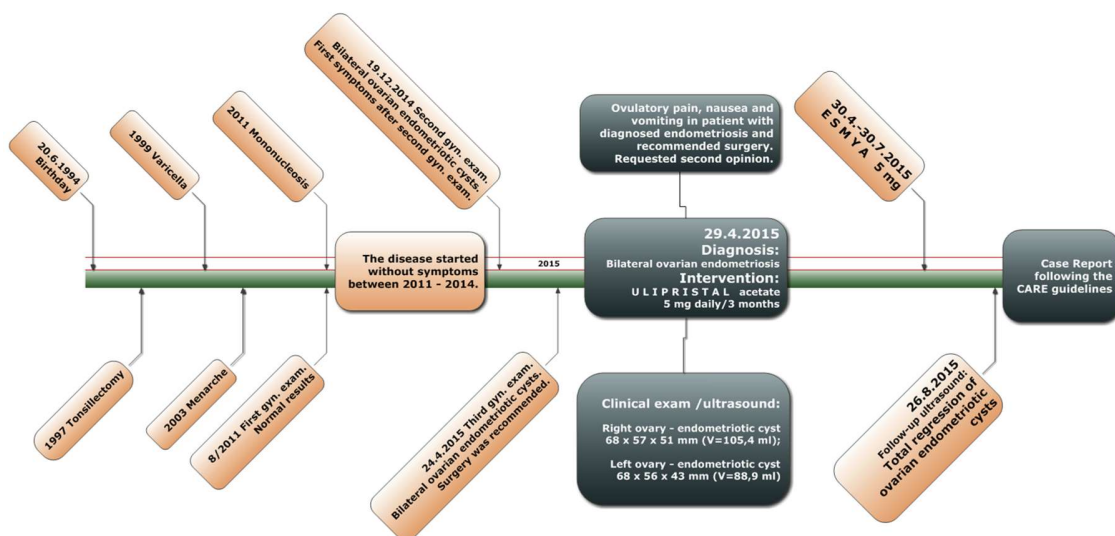 20.6.1994
Birthday
1999 Varicella
2011 Mononucleosis
19.12.2014 Second gyn. exam.
Bilateral ovarian endometriotic cysts.
First symptoms after second gyn. exam.
Ovulatory pain, nausea and
vomiting in patient with
diagnosed endometriosis and
recommended surgery.
Requested second opinion.
30.4.-30.7.2015
E S M Y A 5 mg
The disease started
without symptoms
between 2011 - 2014.
2015
29.4.2015
Diagnosis:
Bilateral ovarian endometriosis
Intervention:
U L I P R I S T A L acetate
5 mg daily/3 months
Case Report
following the
CARE guidelines
1997 Tonsillectomy
2003 Menarche
8/2011 First gyn. exam.
Normal results
24.4.2015 Third gyn. exam.
Bilateral ovarian endometriotic cysts.
Surgery was recommended.
Clinical exam /ultrasound:
Right ovary - endometriotic cyst
68 x 57 x 51 mm (V=105,4 ml);
Left ovary - endometriotic cyst
68 x 56 x 43 mm (V=88,9 ml)
26.8.2015
Follow-up ultrasound:
Total regression of
ovarian endometriotic
cysts